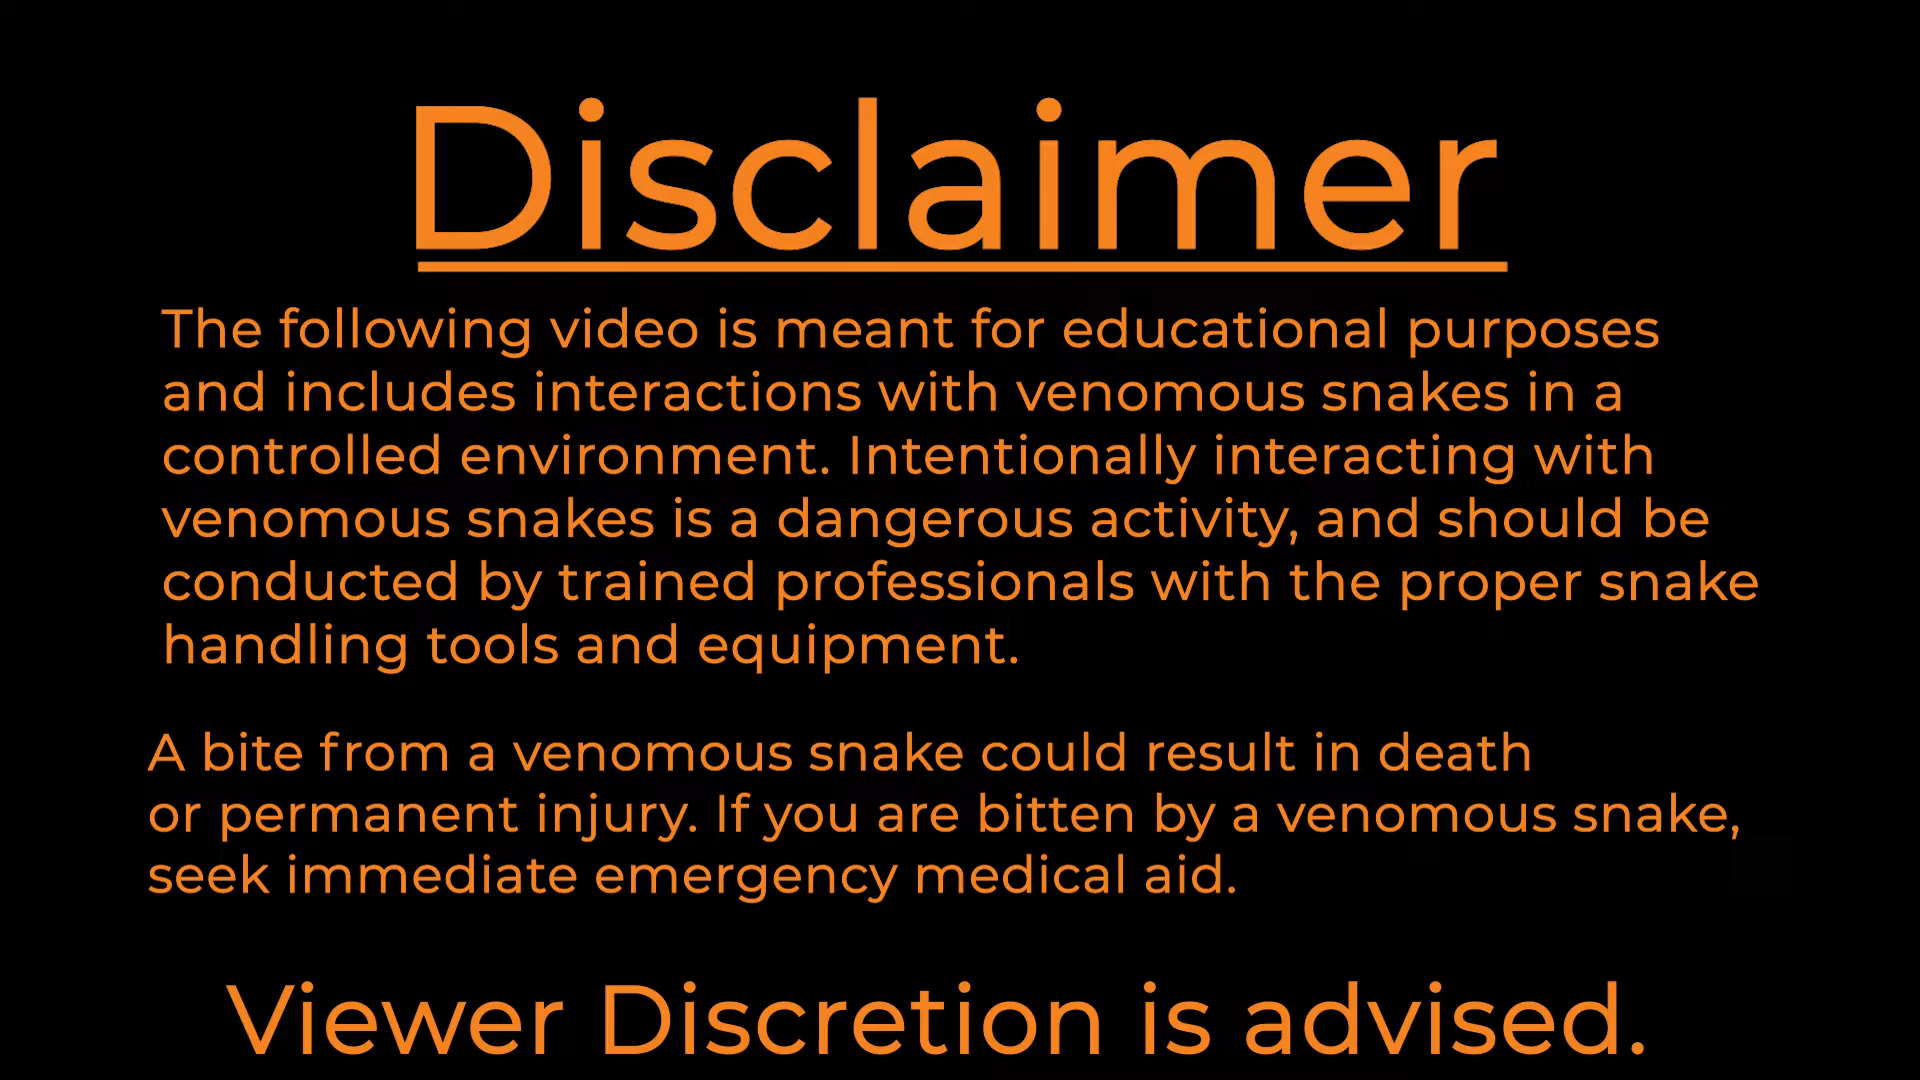 Disclaimer
The following video is meant for educational purposes
and includes interactions with venomous snakes in a
controlled environment. Intentionally interacting with
venomous snakes is a dangerous activity, and should be
conducted by trained professionals with the proper snake
handling tools and equipment.
A bite from a venomous snake could result in death
or permanent injury. If you are bitten by a venomous snake,
seek immediate emergency medical aid.
Viewer Discretion is advised.